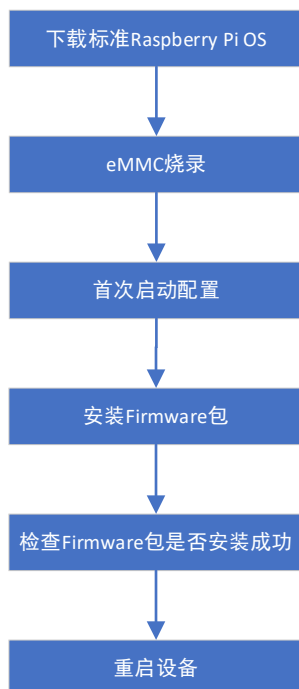 下载标准Raspberry Pi OS
eMMC烧录
首次启动配置
安装Firmware包
检查Firmware包是否安装成功
重启设备